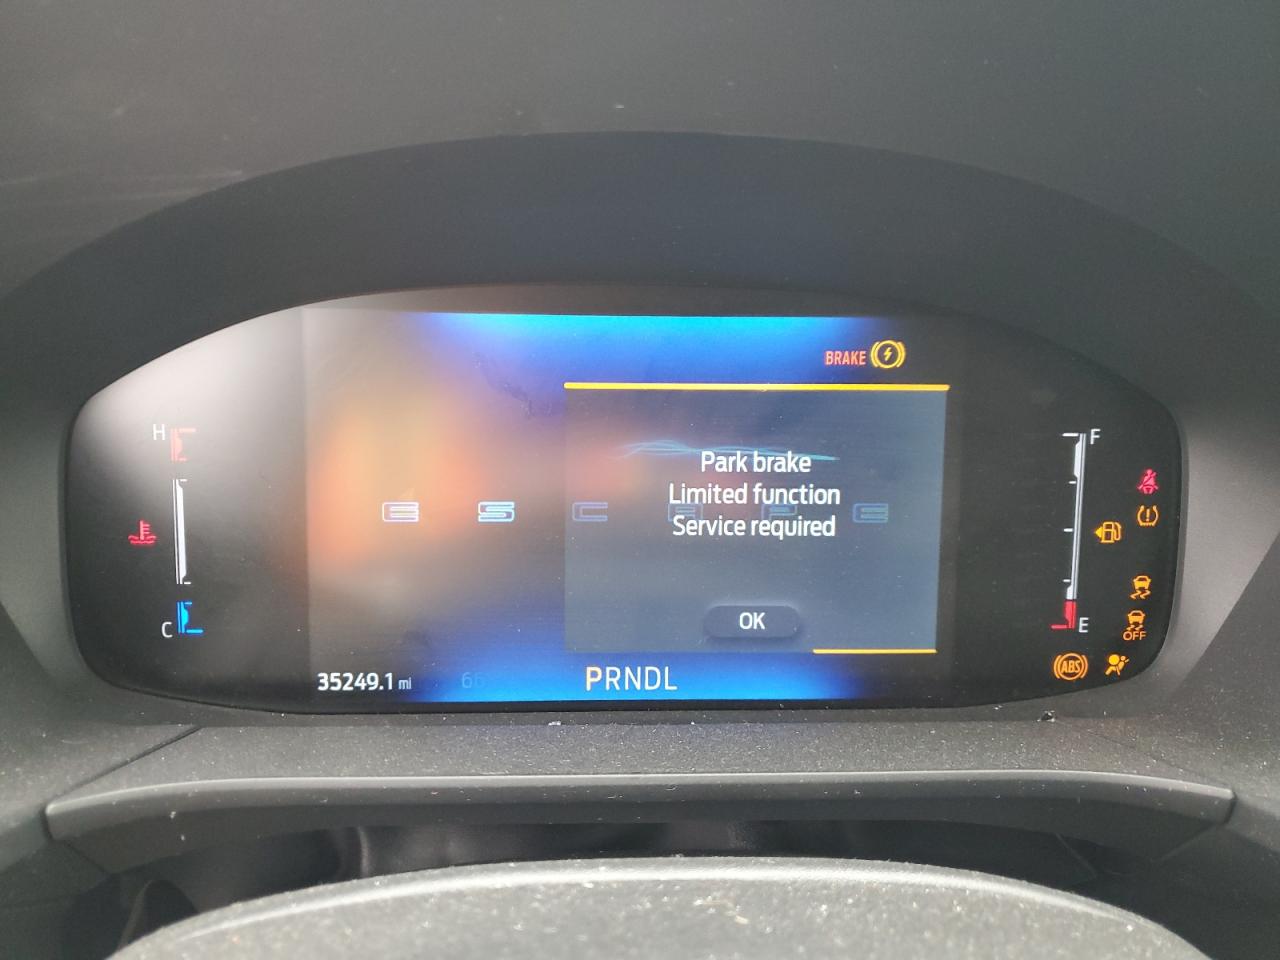 BRAKE
H
F
Park brake
Limited function
Service required
E S C A P E
OK
C
E
OFF
ABS
35249.1 mi
PRNDL